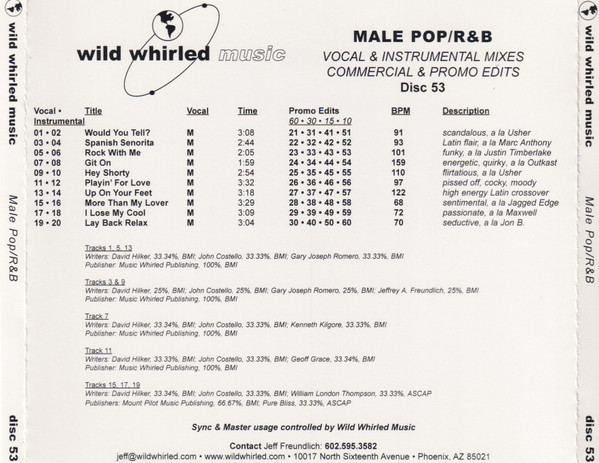 wild whirled music
Male Pop/R&B
disc 53
wild whirled music
MALE POP/R&B
VOCAL & INSTRUMENTAL MIXES
COMMERCIAL & PROMO EDITS
Disc 53
Vocal • Instrumental Title Vocal Time Promo Edits 60 • 30 • 15 • 10 BPM Description
01 • 02 Would You Tell? M 3:08 21 • 31 • 41 • 51 91 scandalous, a la Usher
03 • 04 Spanish Senorita M 2:44 22 • 32 • 42 • 52 93 Latin flair, a la Marc Anthony
05 • 06 Rock With Me M 2:05 23 • 33 • 43 • 53 101 funky, a la Justin Timberlake
07 • 08 Git On M 1:59 24 • 34 • 44 • 54 159 energetic, quirky, a la Outkast
09 • 10 Hey Shorty M 2:54 25 • 35 • 45 • 55 110 flirtatious, a la Usher
11 • 12 Playin' For Love M 3:32 26 • 36 • 46 • 56 97 pissed off, cocky, moody
13 • 14 Up On Your Feet M 3:18 27 • 37 • 47 • 57 122 high energy Latin crossover
15 • 16 More Than My Lover M 3:29 28 • 38 • 48 • 58 68 sentimental, a la Jagged Edge
17 • 18 I Lose My Cool M 3:09 29 • 39 • 49 • 59 72 passionate, a la Maxwell
19 • 20 Lay Back Relax M 3:04 30 • 40 • 50 • 60 70 seductive, a la Jon B.
Tracks 1, 5, 13
Writers: David Hilker, 33.34%, BMI; John Costello, 33.33%, BMI; Gary Joseph Romero, 33.33%, BMI
Publisher: Music Whirled Publishing, 100%, BMI
Tracks 3 & 9
Writers: David Hilker, 25%, BMI; John Costello, 25%, BMI; Gary Joseph Romero, 25%, BMI; Jeffrey A. Freundlich, 25%, BMI
Publisher: Music Whirled Publishing, 100%, BMI
Track 7
Writers: David Hilker, 33.34%, BMI; John Costello, 33.33%, BMI; Kenneth Kilgore, 33.33%, BMI
Publisher: Music Whirled Publishing, 100%, BMI
Track 11
Writers: David Hilker, 33.33%, BMI; John Costello, 33.33%, BMI; Geoff Grace, 33.34%, BMI
Publisher: Music Whirled Publishing, 100%, BMI
Tracks 15, 17, 19
Writers: David Hilker, 33.34%, BMI; John Costello, 33.33%, BMI; William London Thompson, 33.33%, ASCAP
Publishers: Mount Pilot Music Publishing, 66.67%, BMI; Pure Bliss, 33.33%, ASCAP
Sync & Master usage controlled by Wild Whirled Music
Contact Jeff Freundlich: 602.595.3582
jeff@wildwhirled.com • www.wildwhirled.com • 10017 North Sixteenth Avenue • Phoenix, AZ 85021
wild whirled music
Male Pop/R&B
disc 53